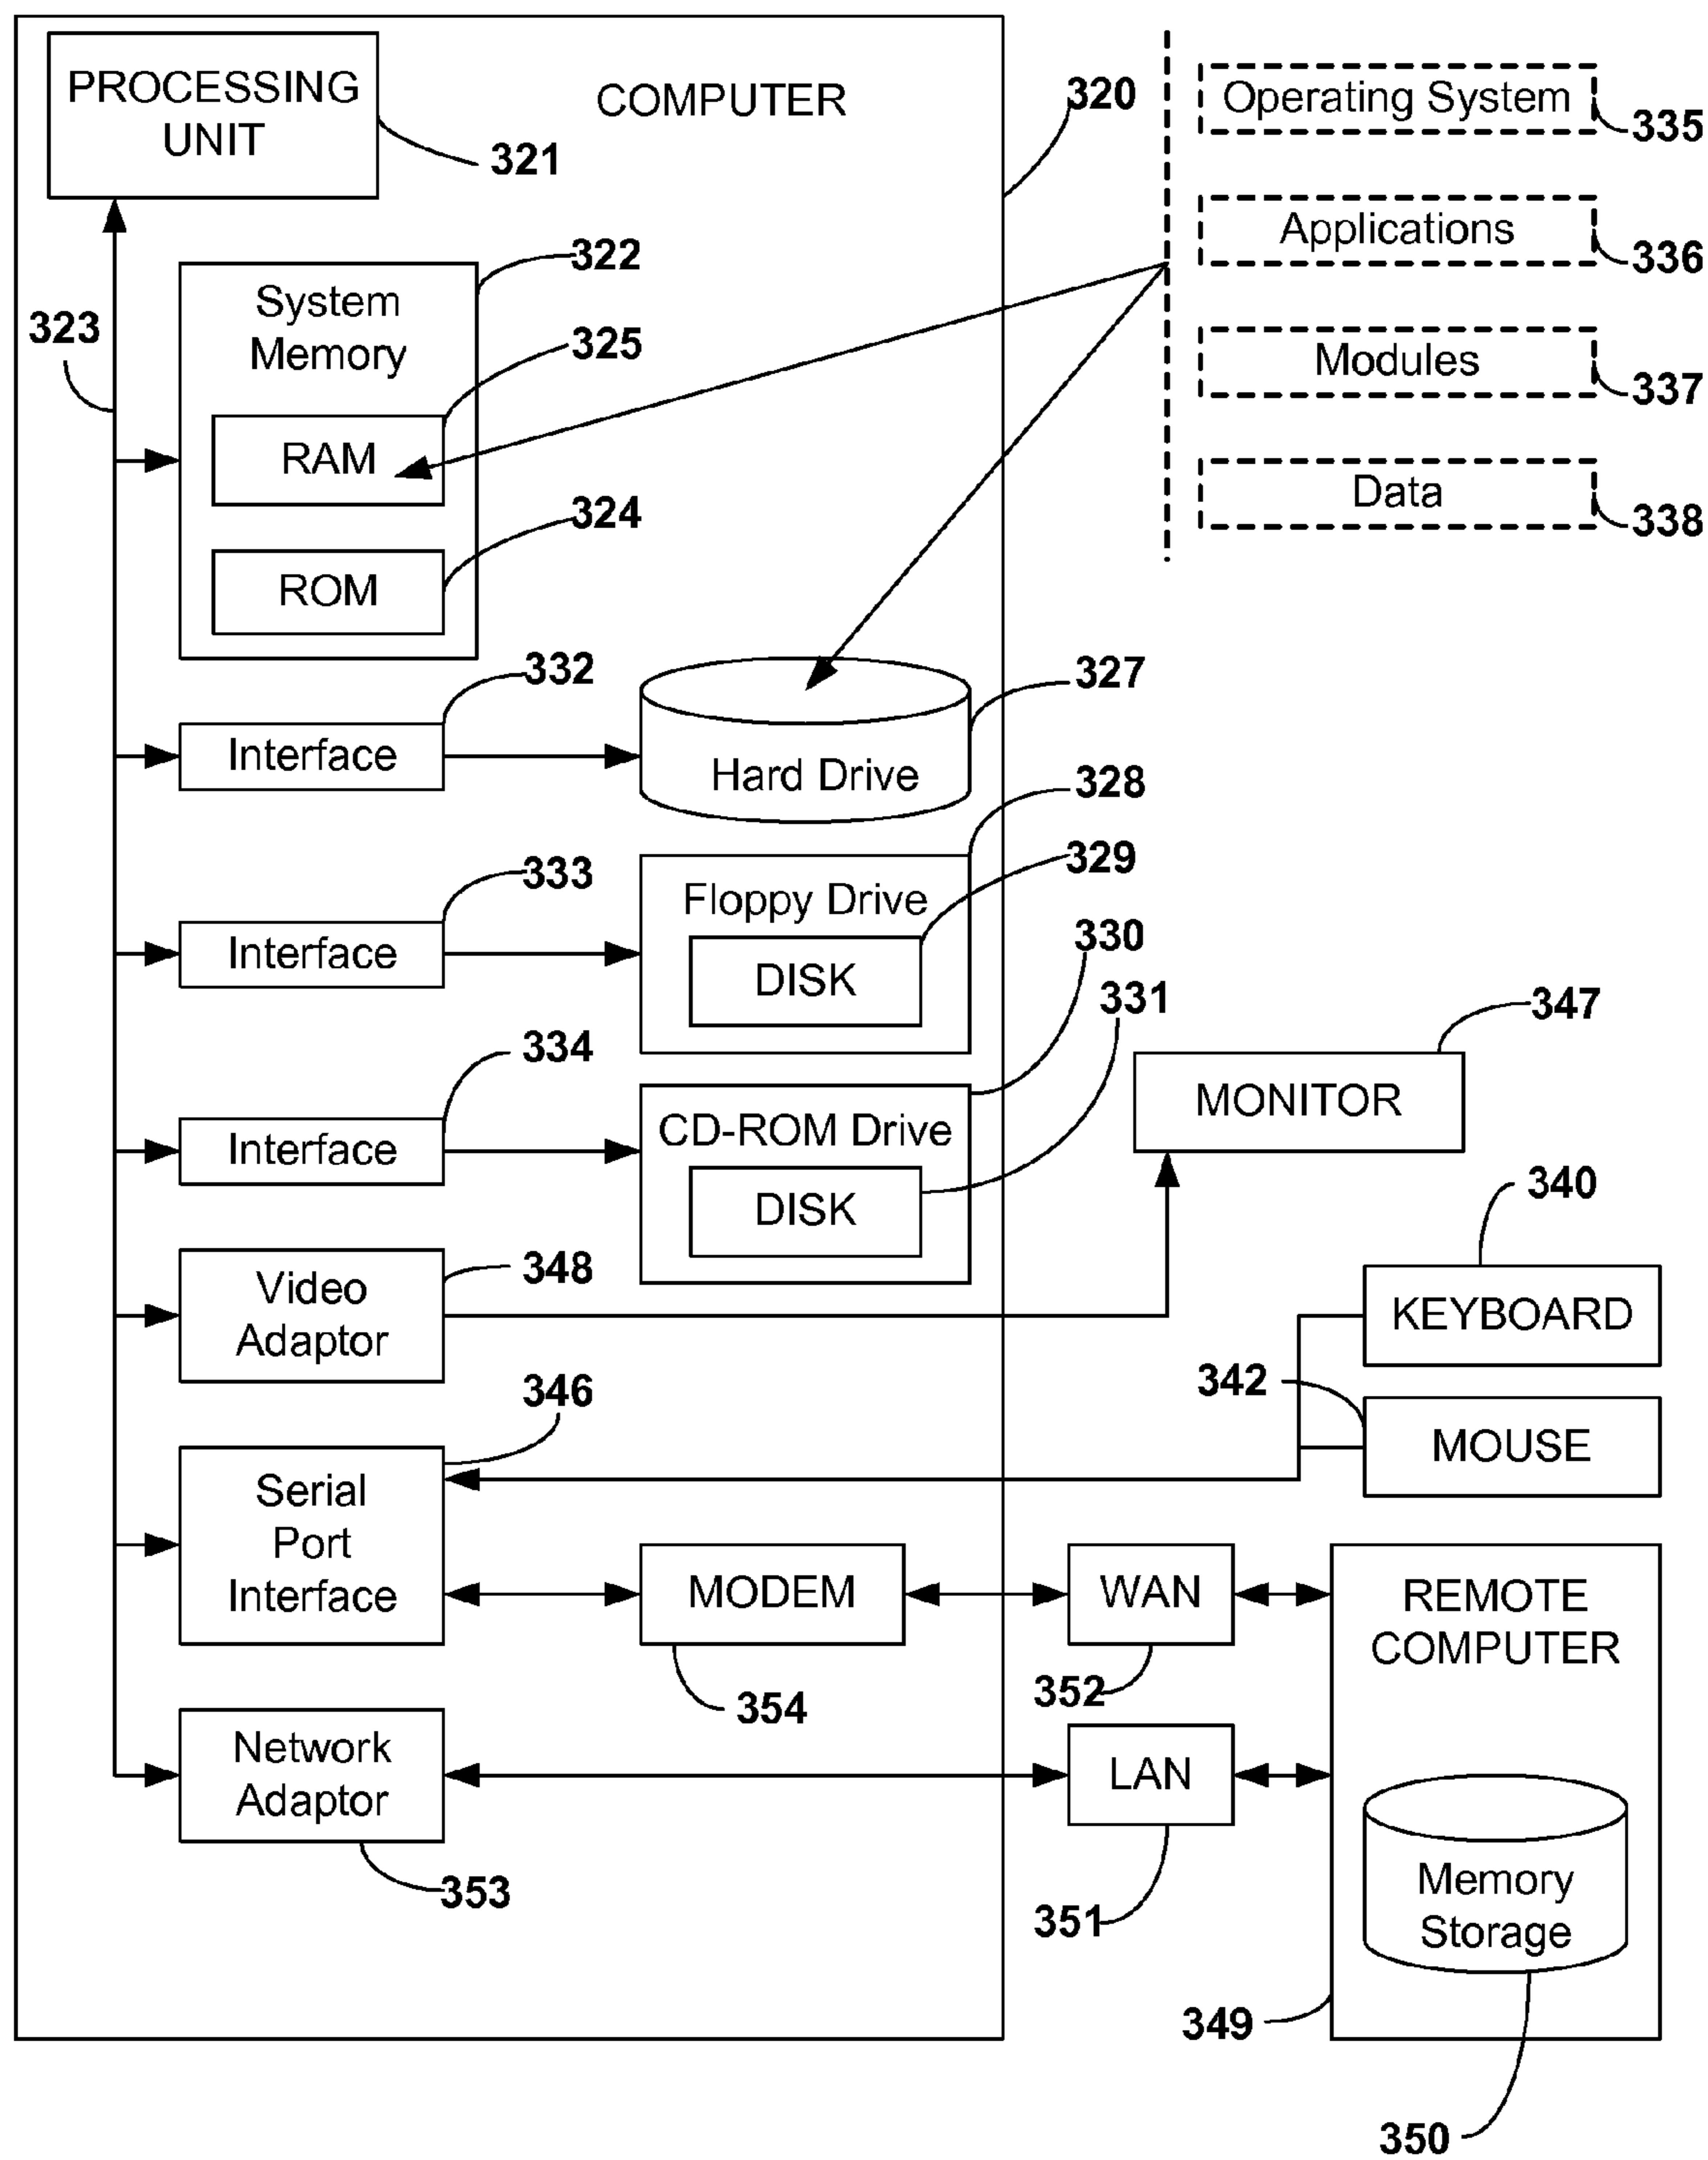 PROCESSING
UNIT
321
COMPUTER
320
Operating System
335
Applications
336
Modules
337
Data
338
323
322
System
Memory
325
RAM
324
ROM
332
Interface
327
Hard Drive
328
333
Interface
329
Floppy Drive
DISK
330
331
334
Interface
CD-ROM Drive
DISK
347
MONITOR
340
KEYBOARD
342
MOUSE
348
Video
Adaptor
346
Serial
Port
Interface
MODEM
354
WAN
352
REMOTE
COMPUTER
Network
Adaptor
353
LAN
351
Memory
Storage
349
350